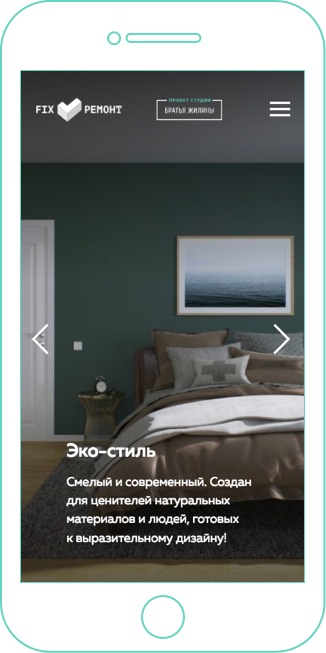 FIX РЕМОНТ
ПРОЕКТ СТУДИИ
БРАТЬЯ ЖИЛИНЫ
Эко-стиль
Смелый и современный. Создан
для ценителей натуральных
материалов и людей, готовых
к выразительному дизайну!